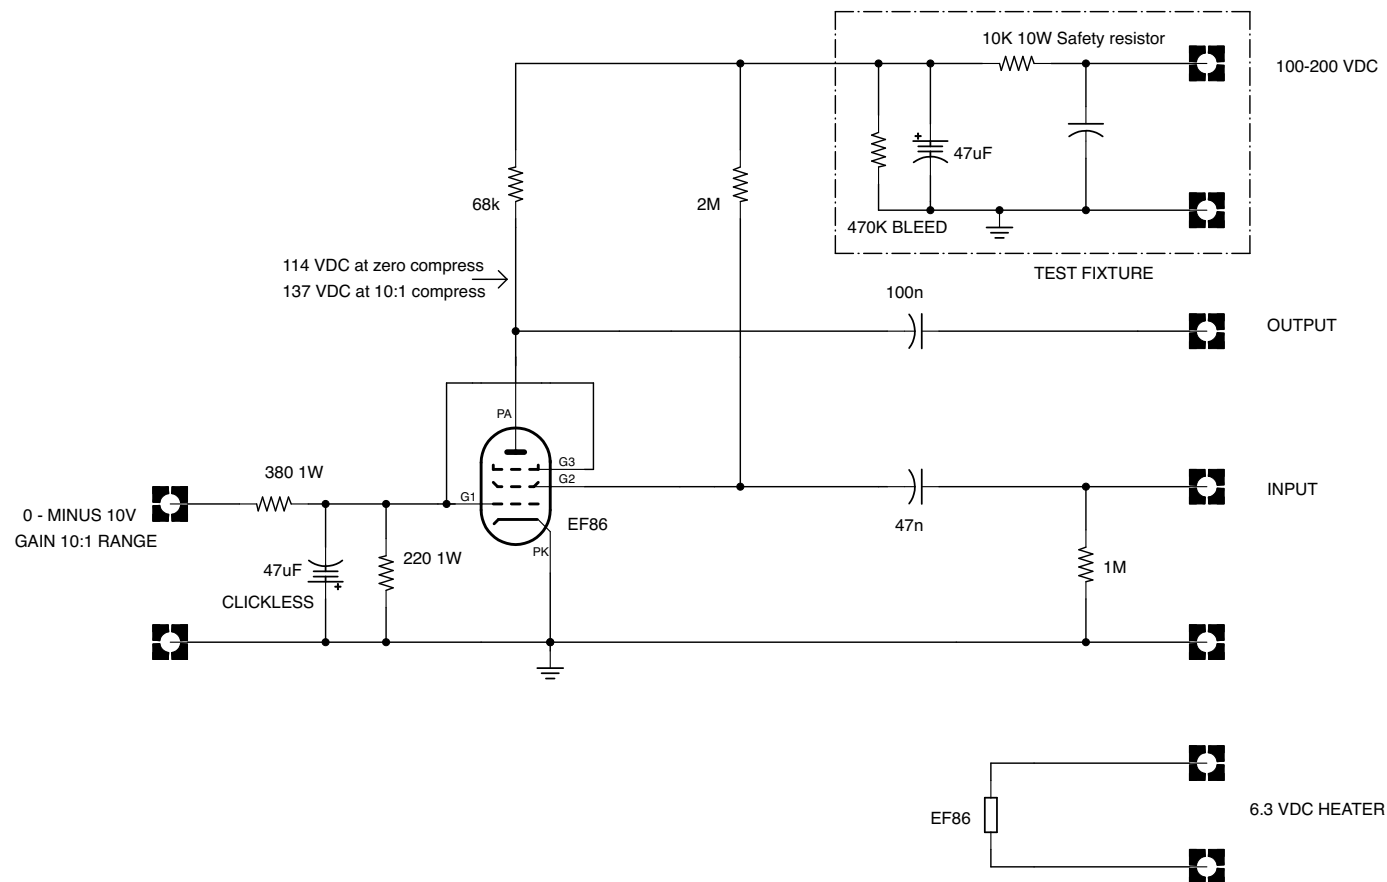 10K 10W Safety resistor
100-200 VDC
+
47uF
68k
2M
470K BLEED
114 VDC at zero compress
137 VDC at 10:1 compress
TEST FIXTURE
100n
OUTPUT
PA
G3
G2
G1
380 1W
0 - MINUS 10V
GAIN 10:1 RANGE
EF86
PK
47n
INPUT
220 1W
47uF
+
CLICKLESS
1M
EF86
6.3 VDC HEATER